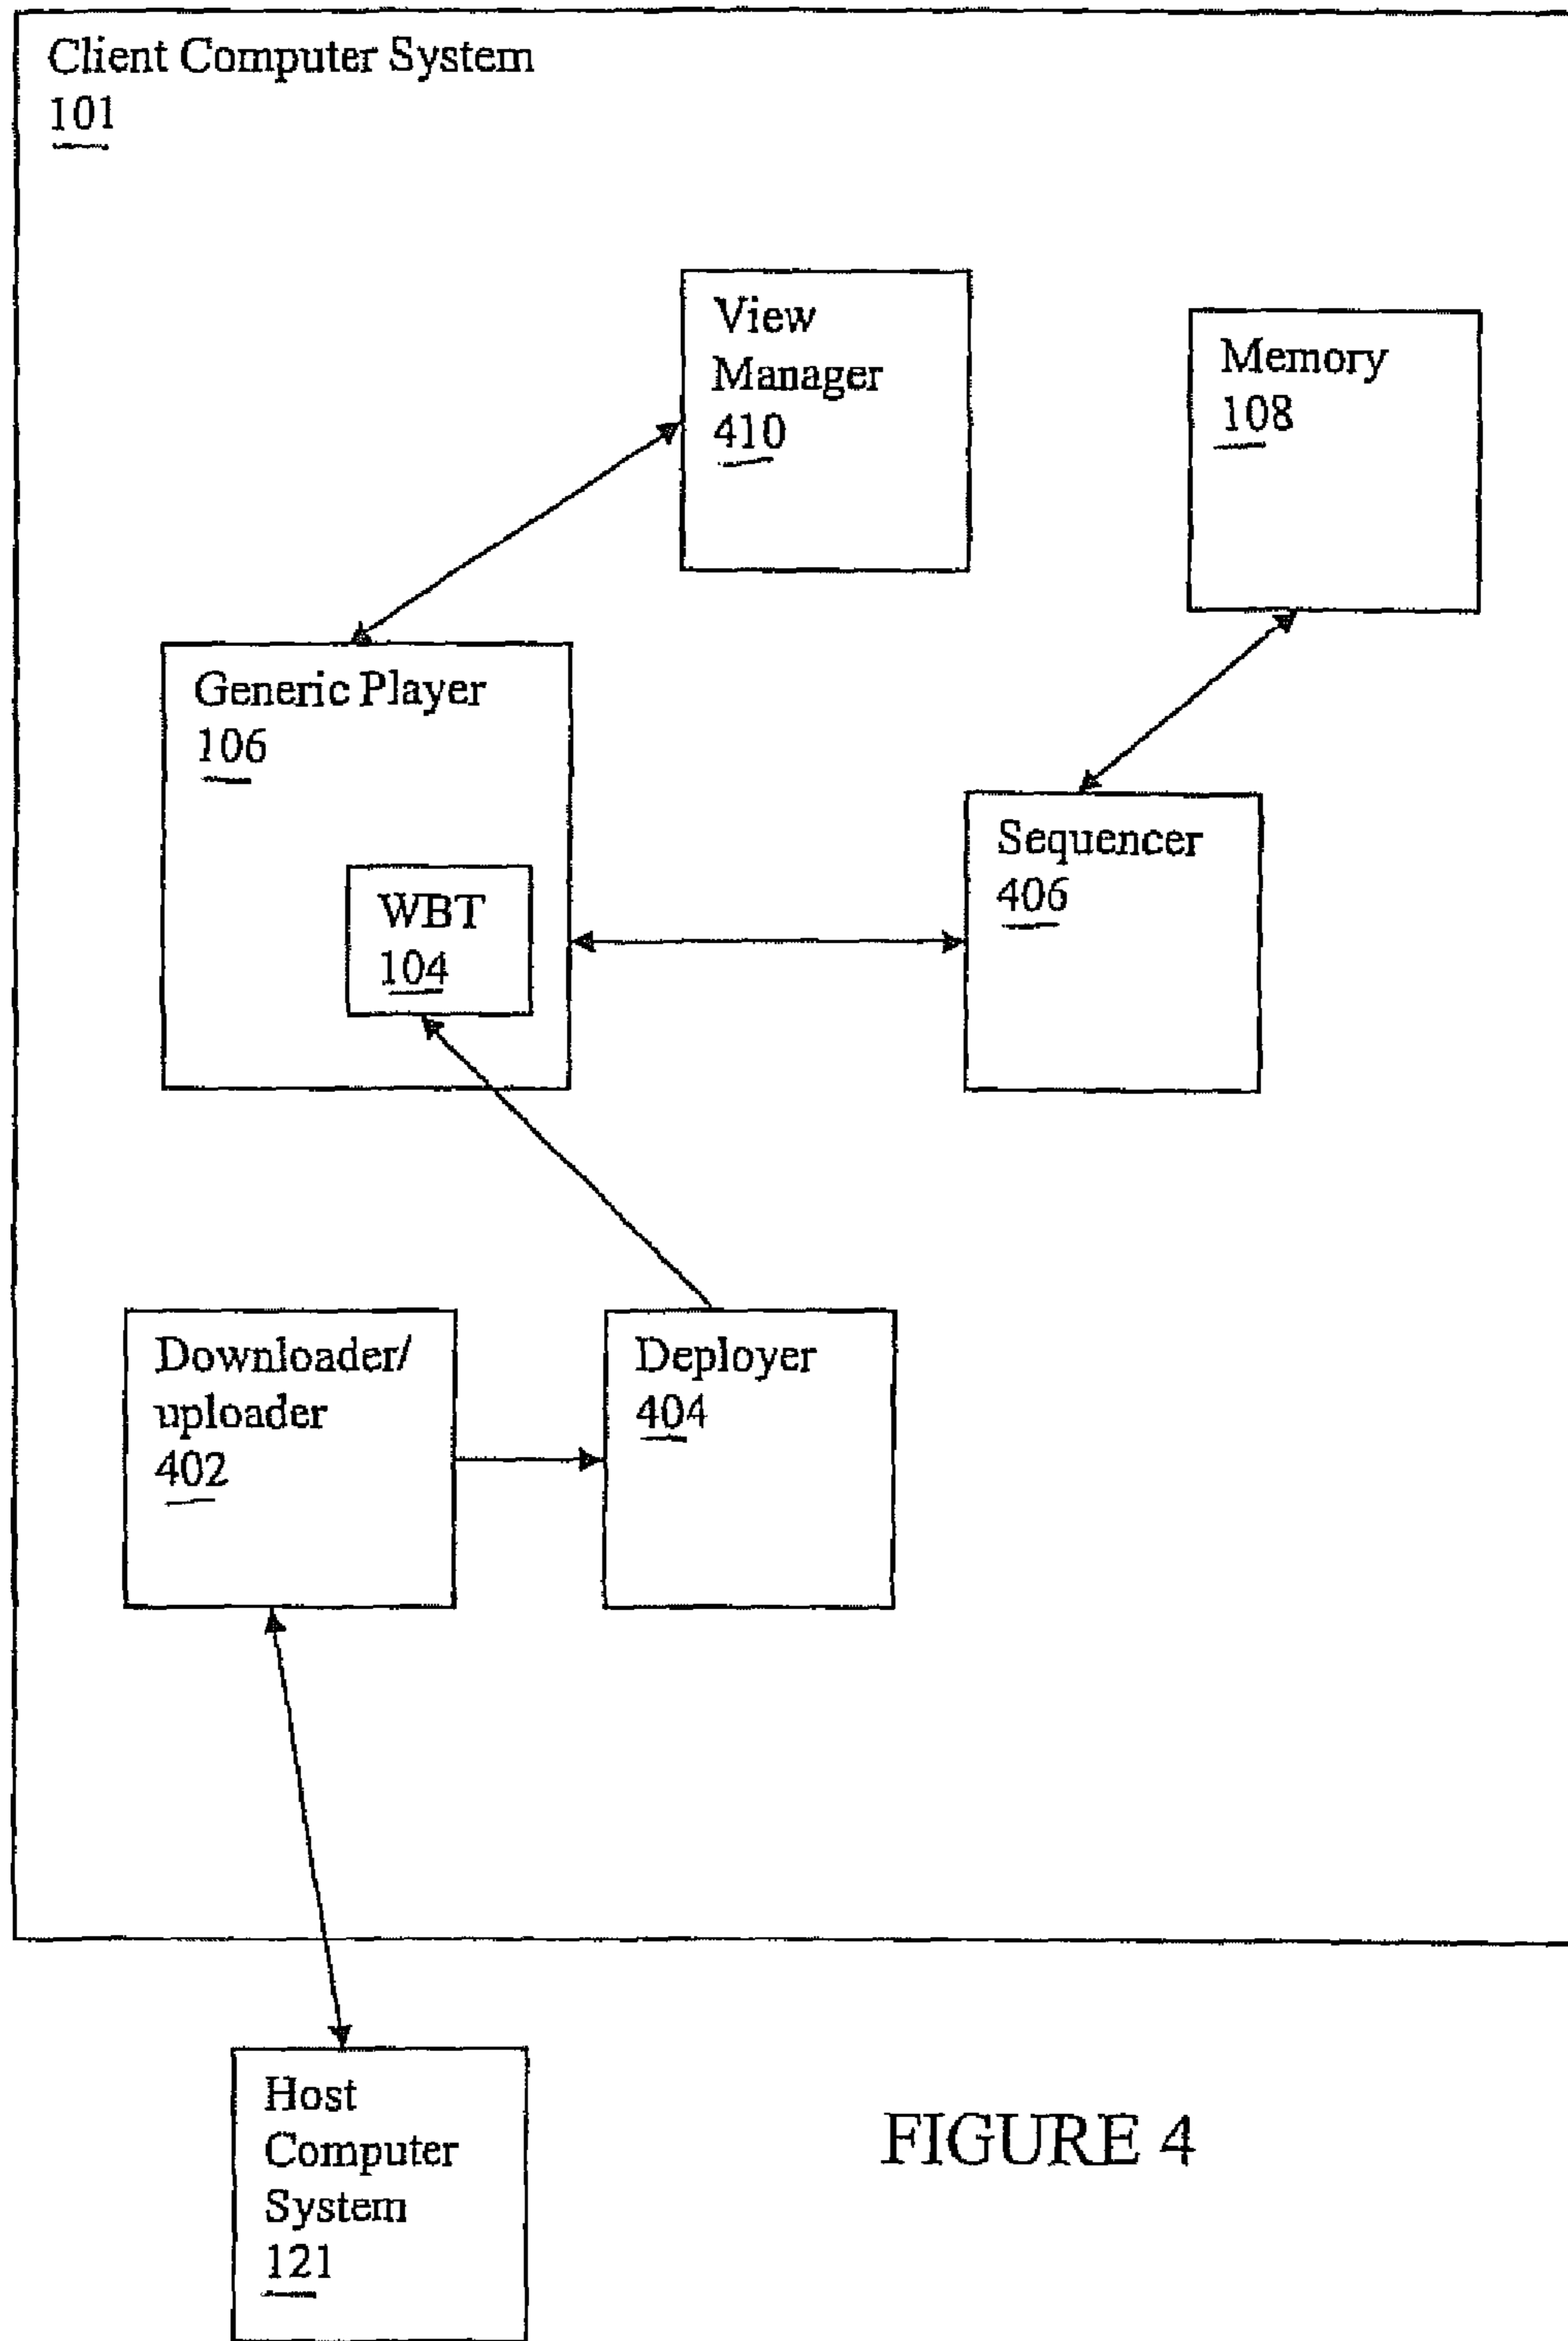 Client Computer System
101
View
Manager
410
Memory
108
Generic Player
106
Sequencer
406
WBT
104
Downloader/
uploader
402
Deployer
404
Host
Computer
System
121
FIGURE 4